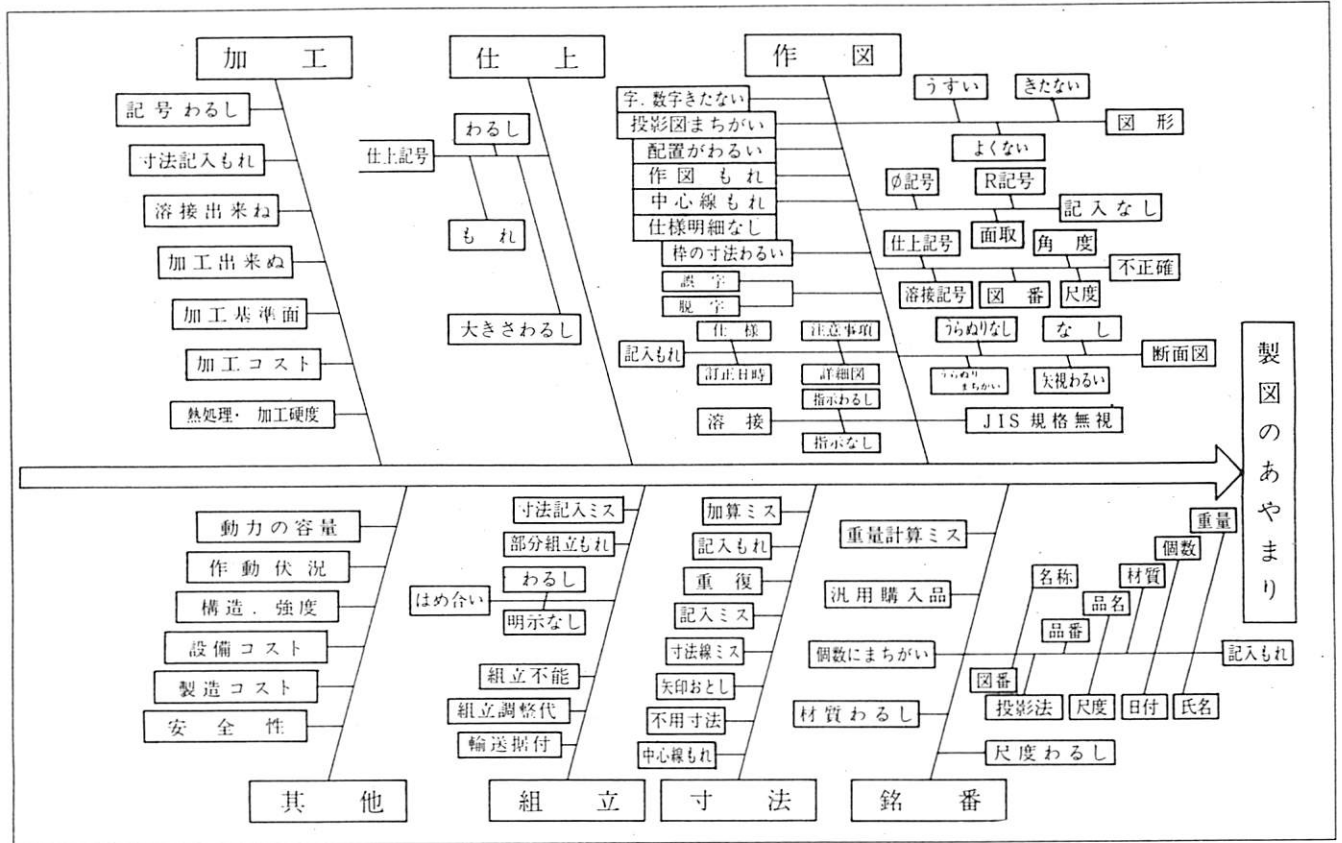 加工
記号わるし
寸法記入もれ
溶接出来ね
加工出来ぬ
加工基準面
加工コスト
熱処理・加工硬度
仕上
わるし
仕上記号
もれ
大きさわるし
作図
字．数字きたない
投影図まちがい
配置がわるい
作図もれ
中心線もれ
仕様明細なし
枠の寸法わるい
誤字
脱字
仕様
注意事項
記入もれ
訂正日時
詳細図
指示わるし
溶接
指示なし
うすい
きたない
図形
よくない
φ記号
R記号
記入なし
面取
仕上記号
角度
不正確
溶接記号
図番
尺度
うらぬりなし
なし
断面図
うらぬり
まちがい
矢視わるい
JIS規格無視
製図のあやまり
動力の容量
作動伏況
構造．強度
設備コスト
製造コスト
安全性
其他
寸法記入ミス
部分組立もれ
わるし
はめ合い
明示なし
組立不能
組立調整代
輸送据付
組立
加算ミス
記入もれ
重復
記入ミス
寸法線ミス
矢印おとし
不用寸法
中心線もれ
寸法
重量計算ミス
汎用購入品
個数にまちがい
材質わるし
尺度わるし
銘番
重量
個数
材質
名称
品名
品番
記入もれ
図番
投影法
尺度
日付
氏名